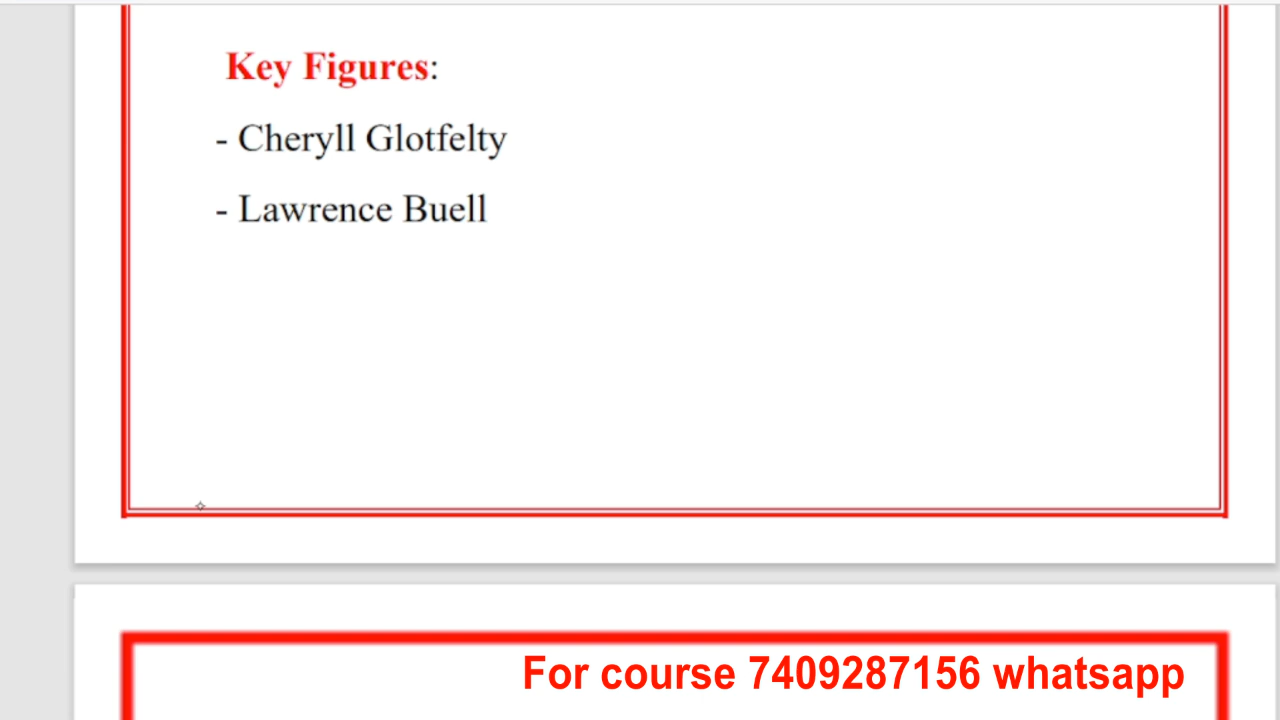 Key Figures:
- Cheryll Glotfelty
- Lawrence Buell
For course 7409287156 whatsapp